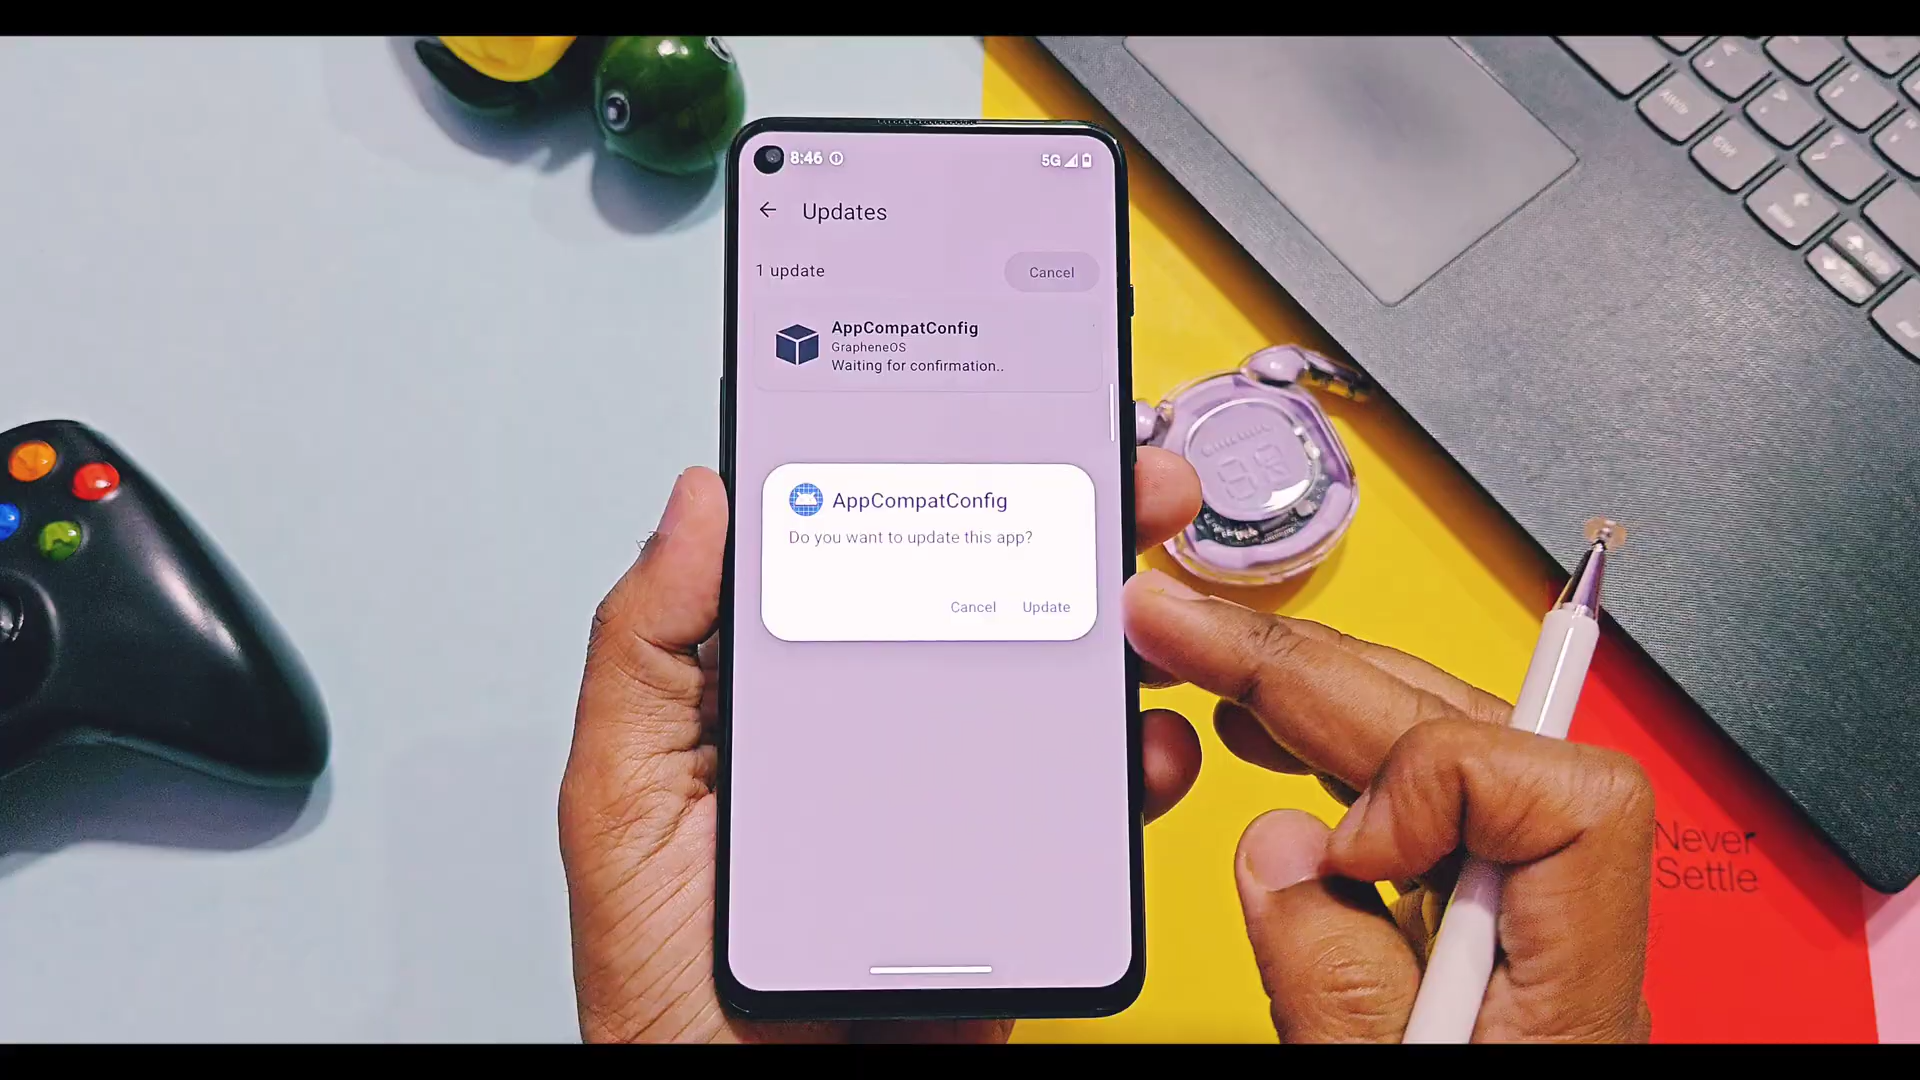 8:46
5G
Updates
1 update
Cancel
AppCompatConfig
GrapheneOS
Waiting for confirmation..
AppCompatConfig
Do you want to update this app?
Cancel
Update
Never
Settle